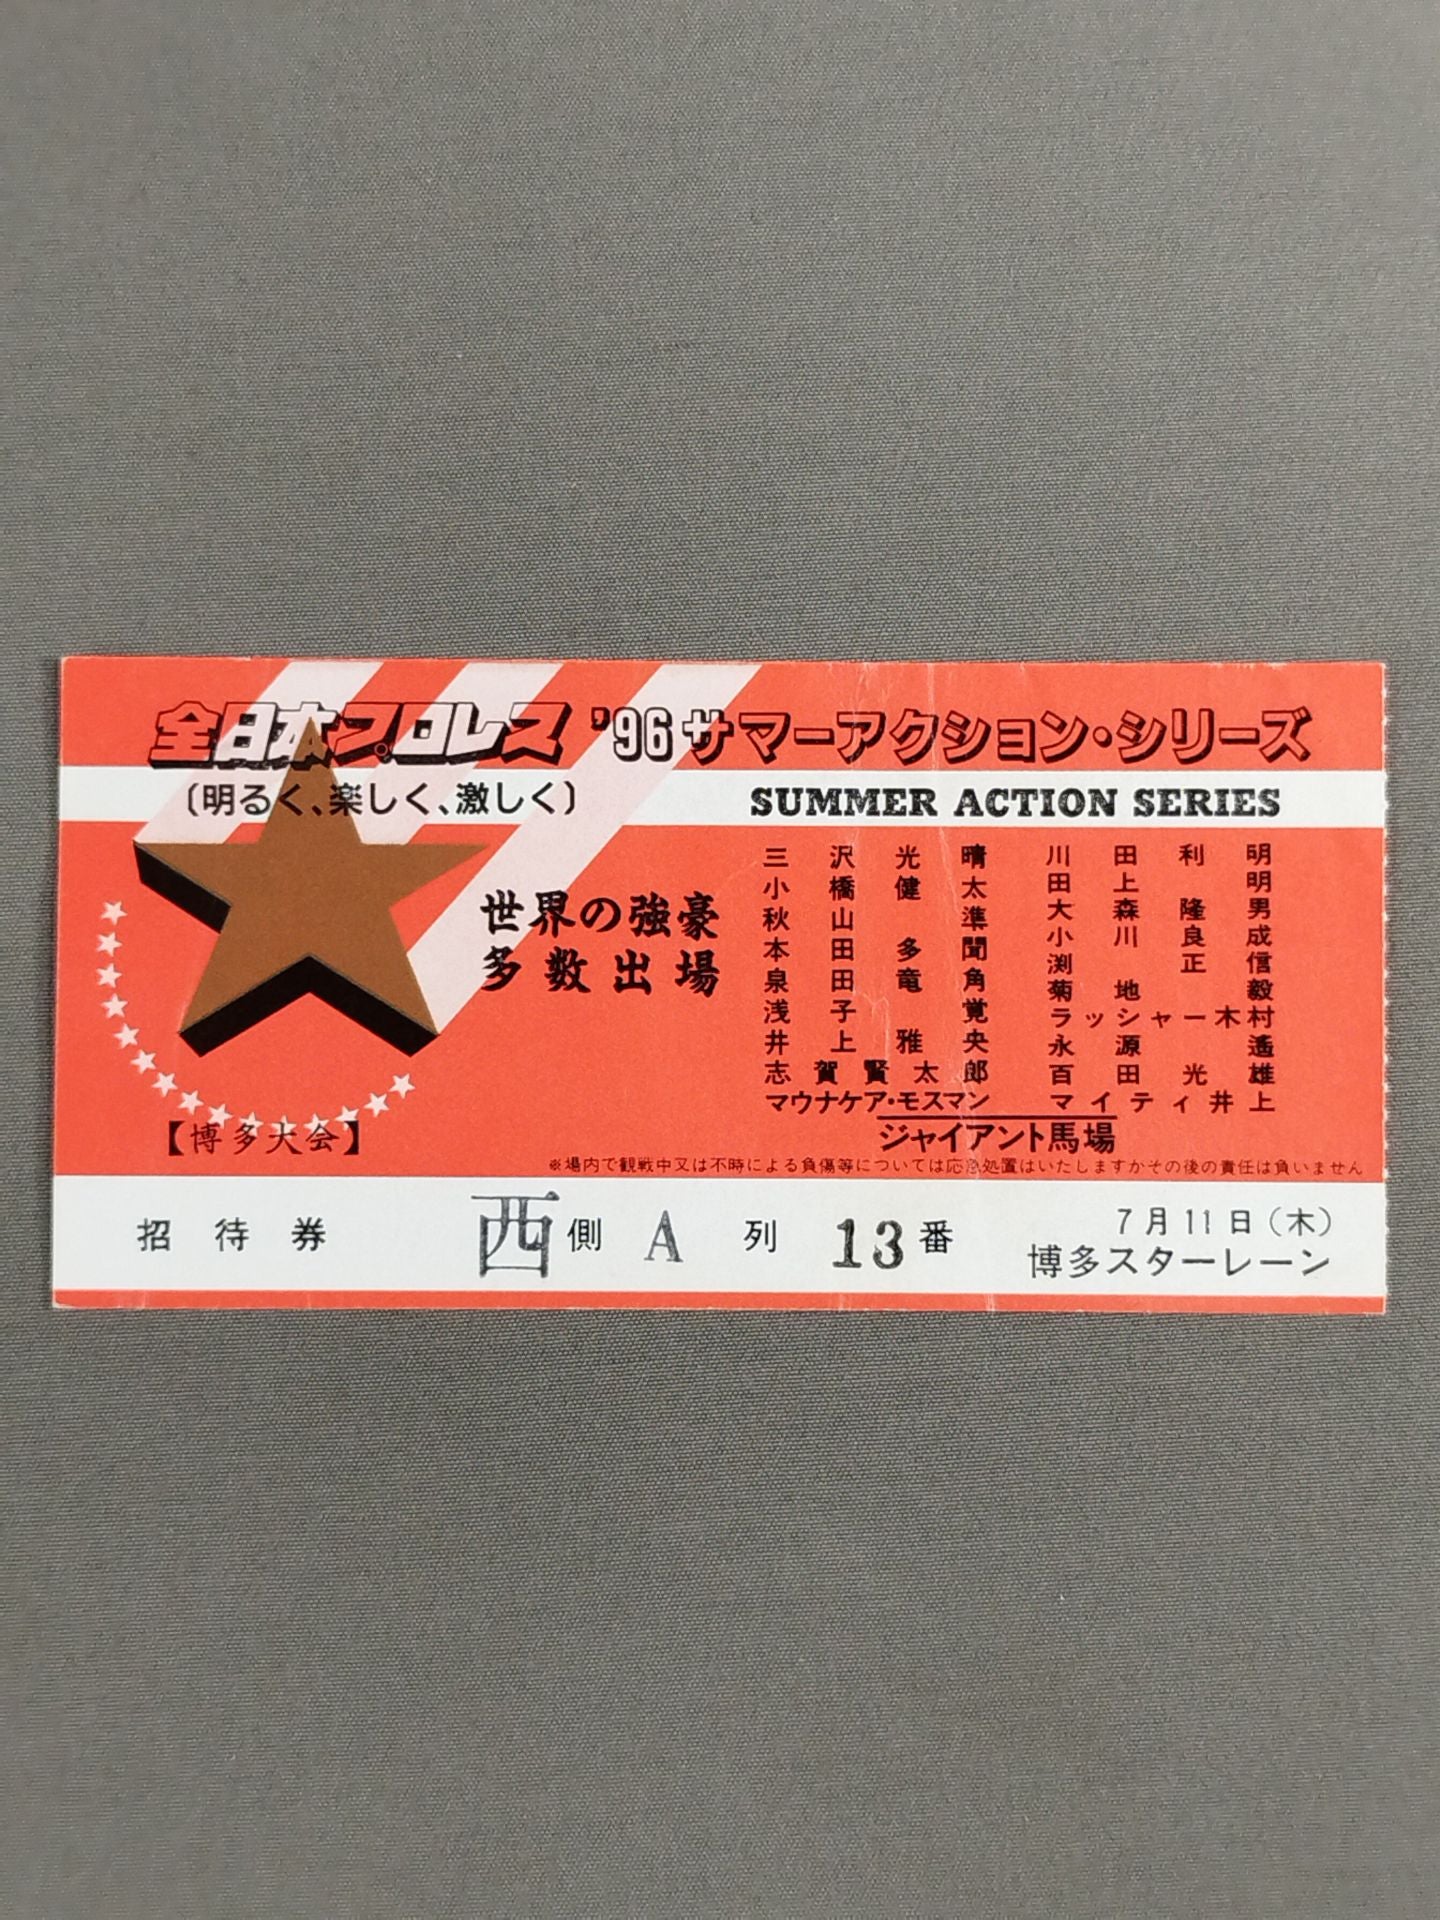 全日本プロレス '96サマーアクション・シリーズ
〔明るく、楽しく、激しく〕
SUMMER ACTION SERIES
世界の強豪
多数出場
三沢光晴
小橋健太
秋山準
本田多聞
泉田竜角
浅子覚
井上雅央
志賀賢太郎
マウナケア・モスマン
川田利明
田上明
大森隆男
小川良成
渕正信
菊地毅
ラッシャー木村
永源遙
百田光雄
マイティ井上
ジャイアント馬場
【博多大会】
※場内で観戦中又は不時による負傷等については応急処置はいたしますがその後の責任は負いません
招待券 西側 A 列 13番
7月11日(木)
博多スターレーン